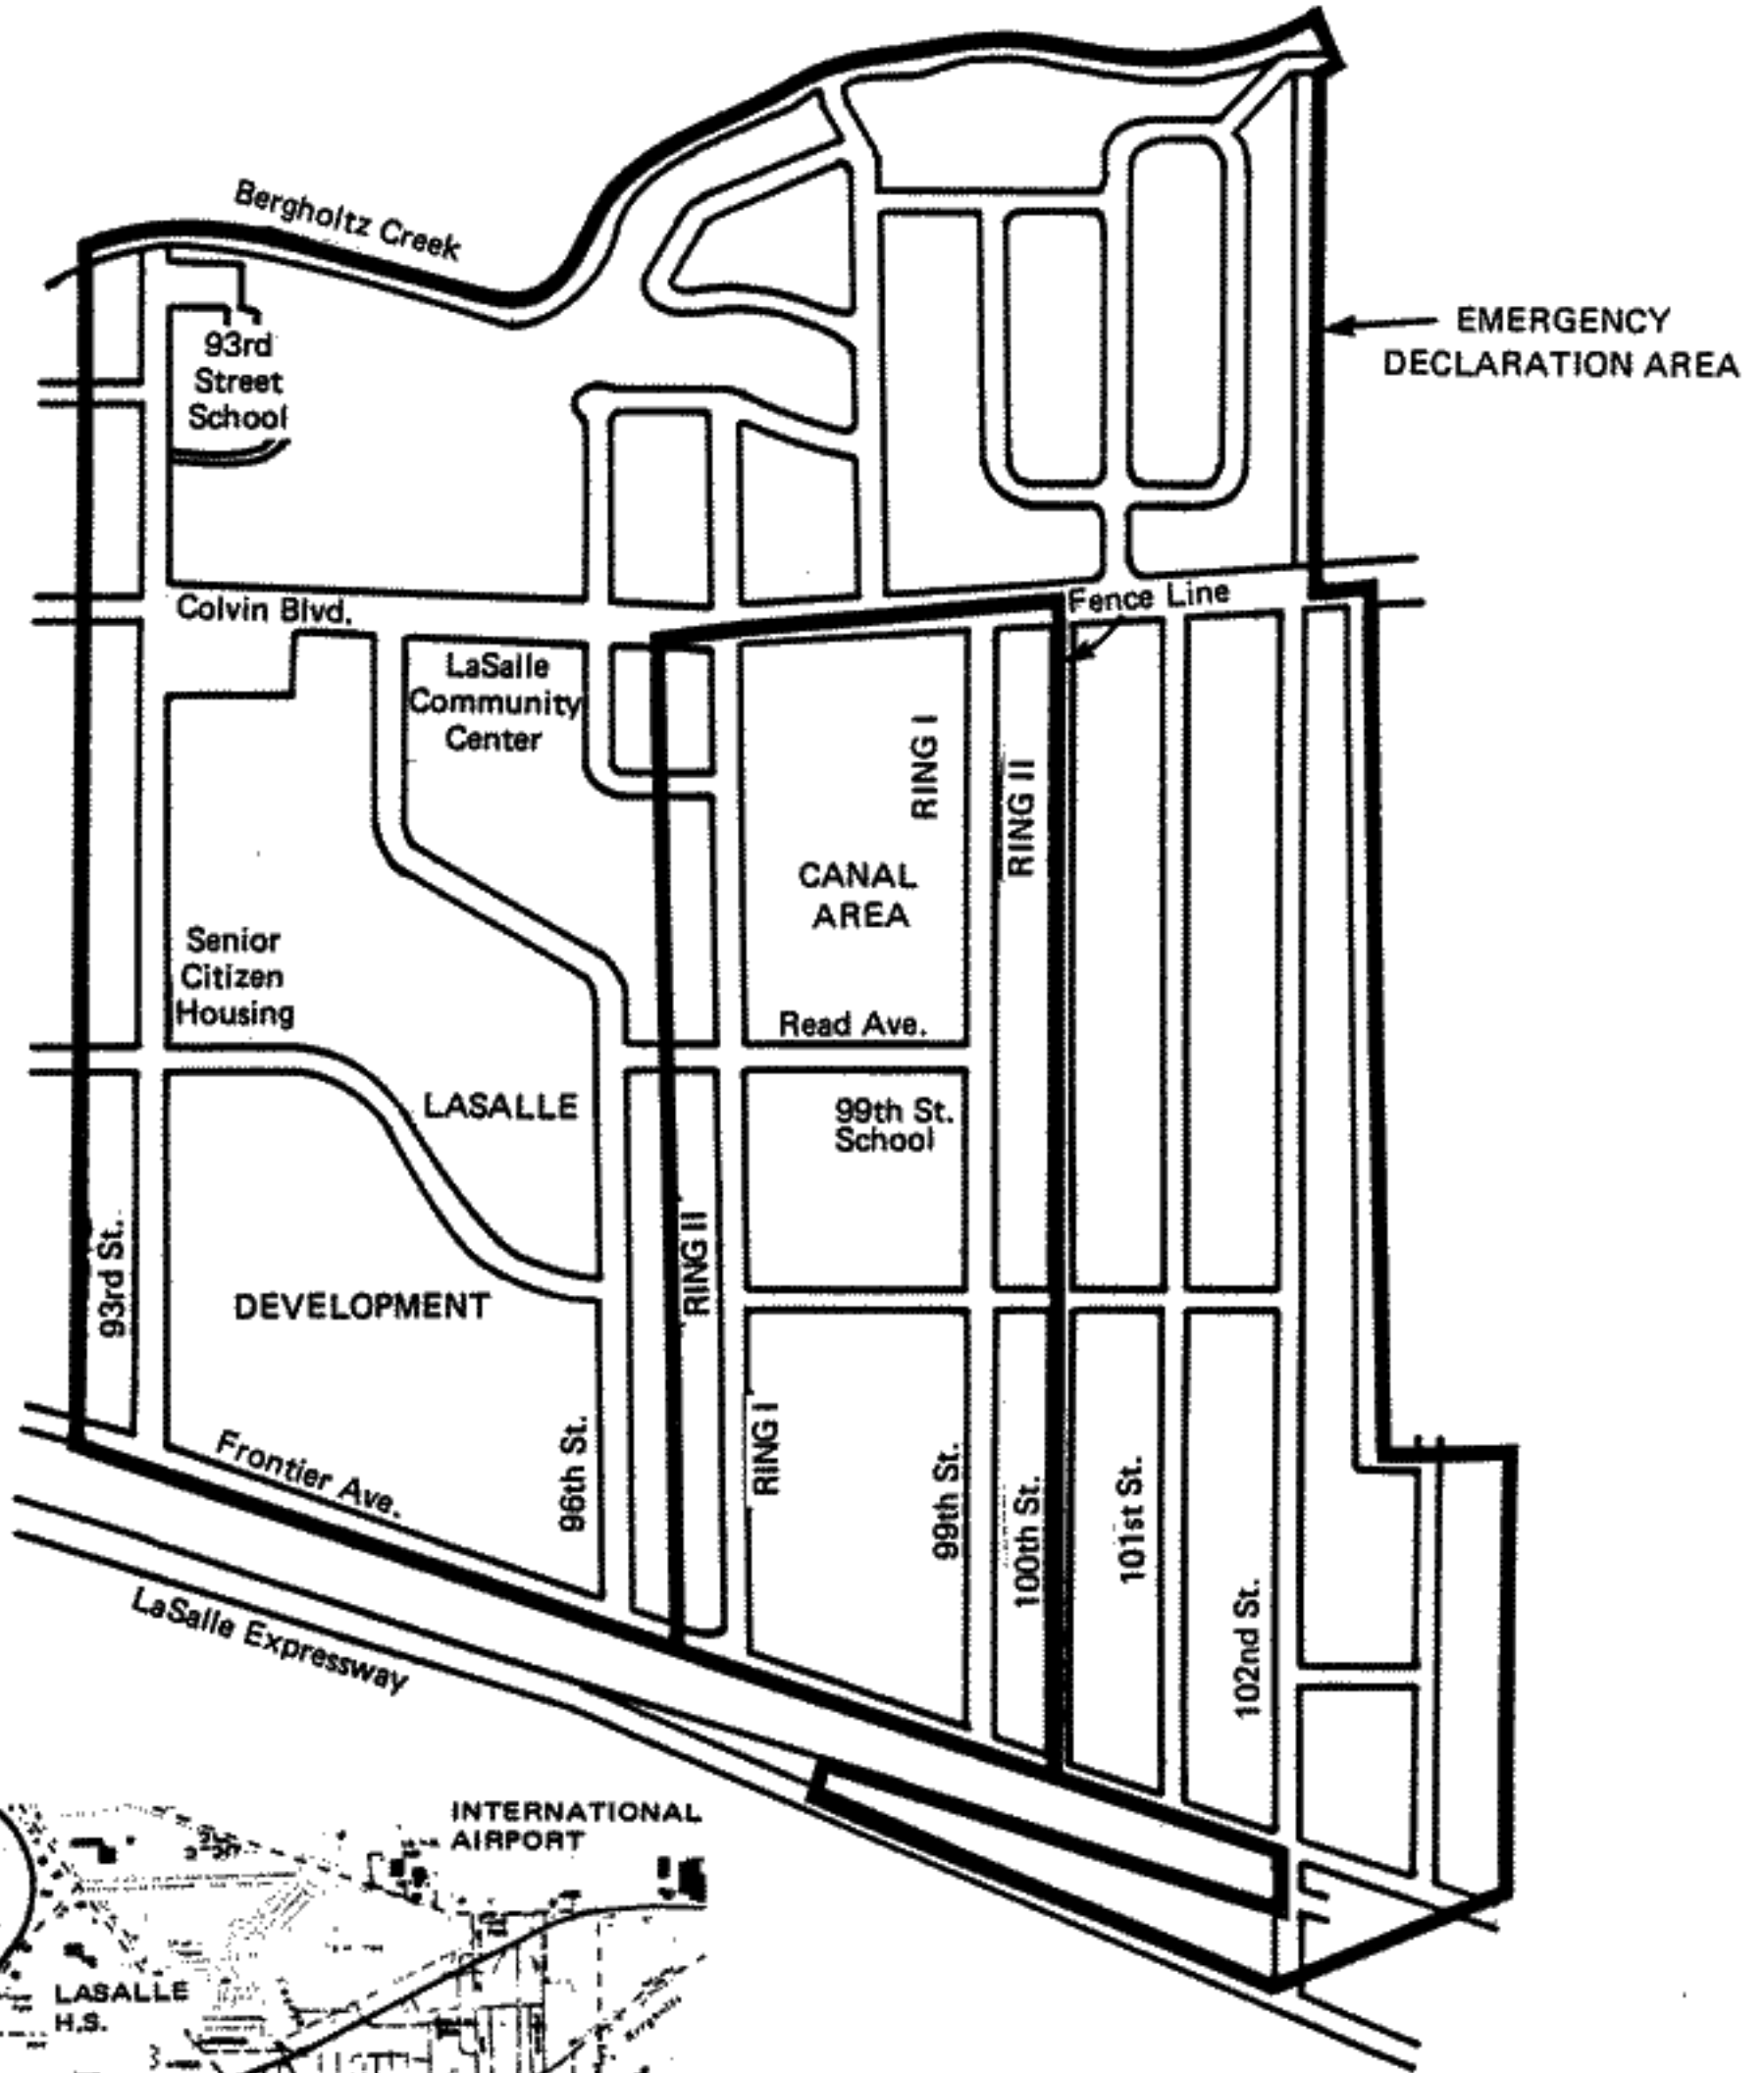 Bergholtz Creek
EMERGENCY
DECLARATION AREA
93rd
Street
School
Colvin Blvd.
Fence Line
LaSalle
Community
Center
RING I
RING II
CANAL
AREA
Senior
Citizen
Housing
Read Ave.
LASALLE
99th St.
School
93rd St.
DEVELOPMENT
RING II
RING I
Frontier Ave.
96th St.
99th St.
100th St.
101st St.
102nd St.
LaSalle Expressway
INTERNATIONAL
AIRPORT
LASALLE
H.S.